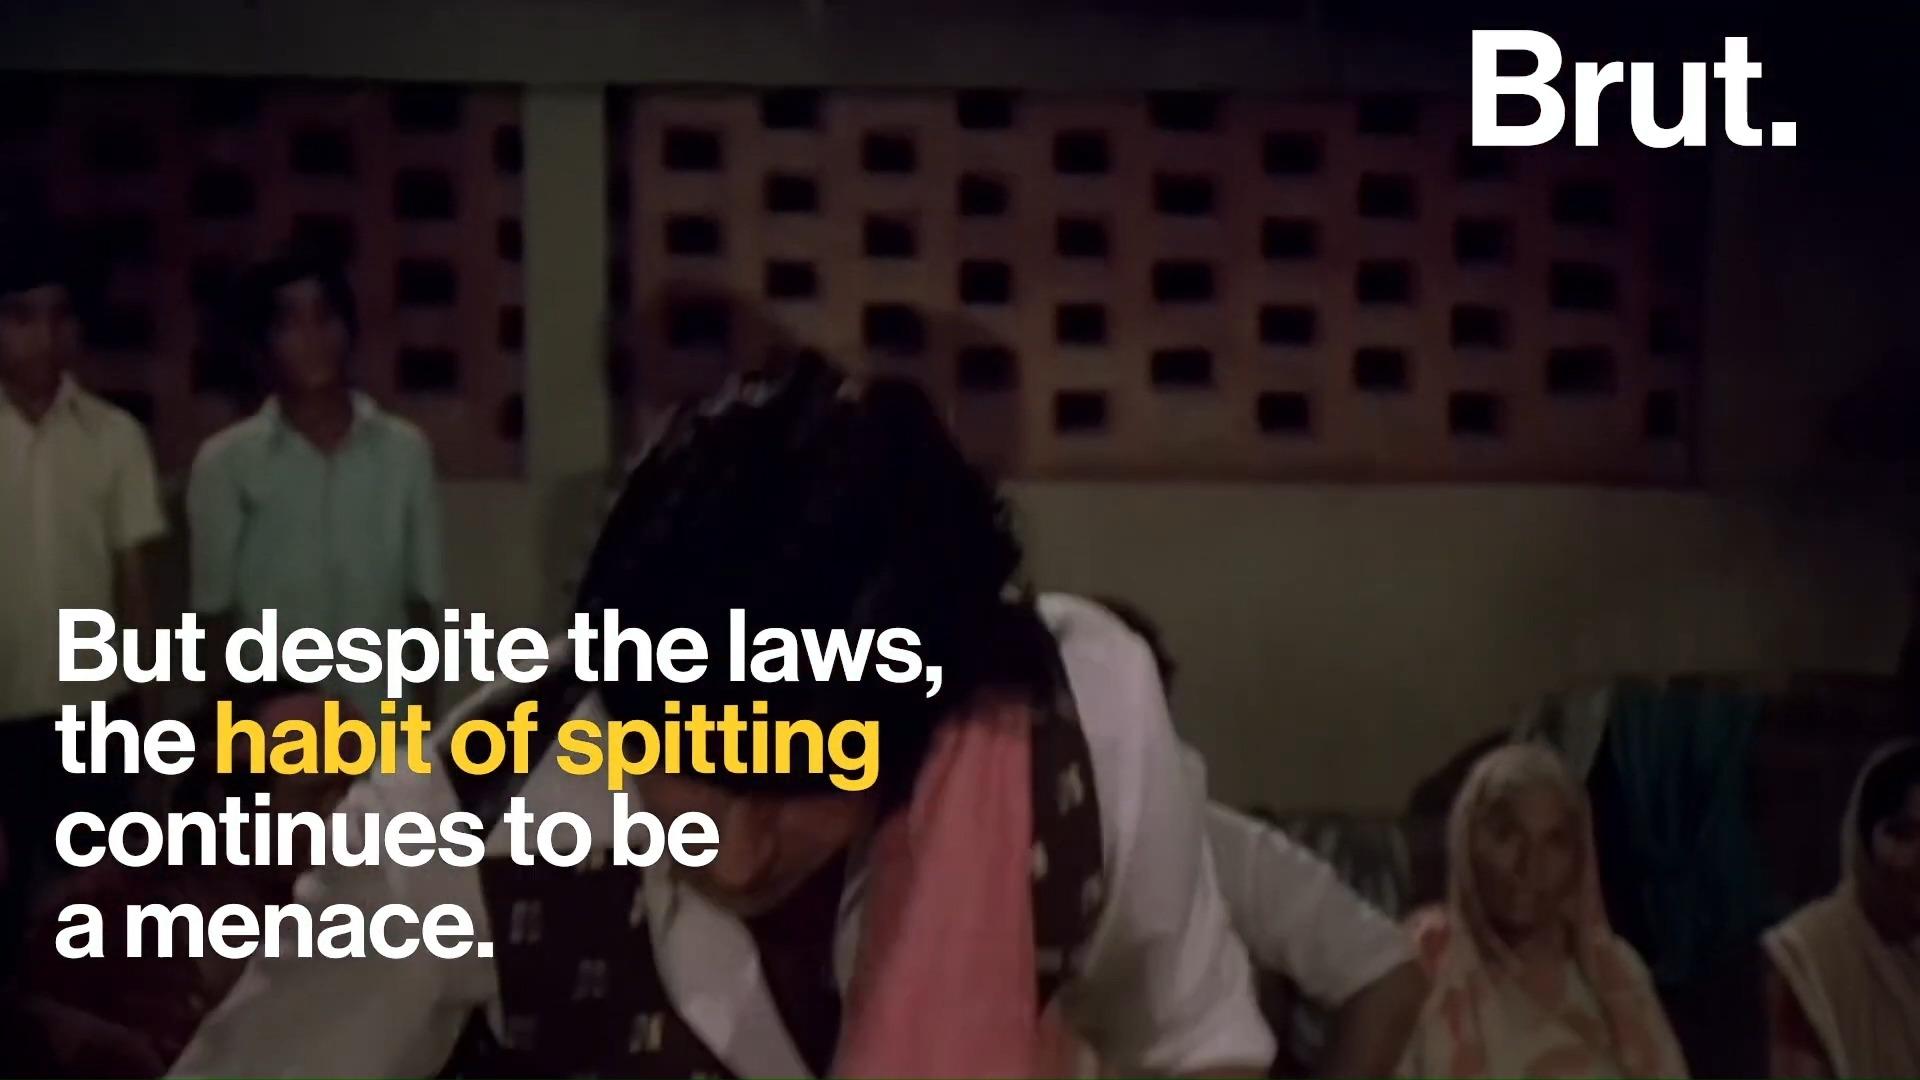 Brut.
But despite the laws,
the habit of spitting
continues to be
a menace.